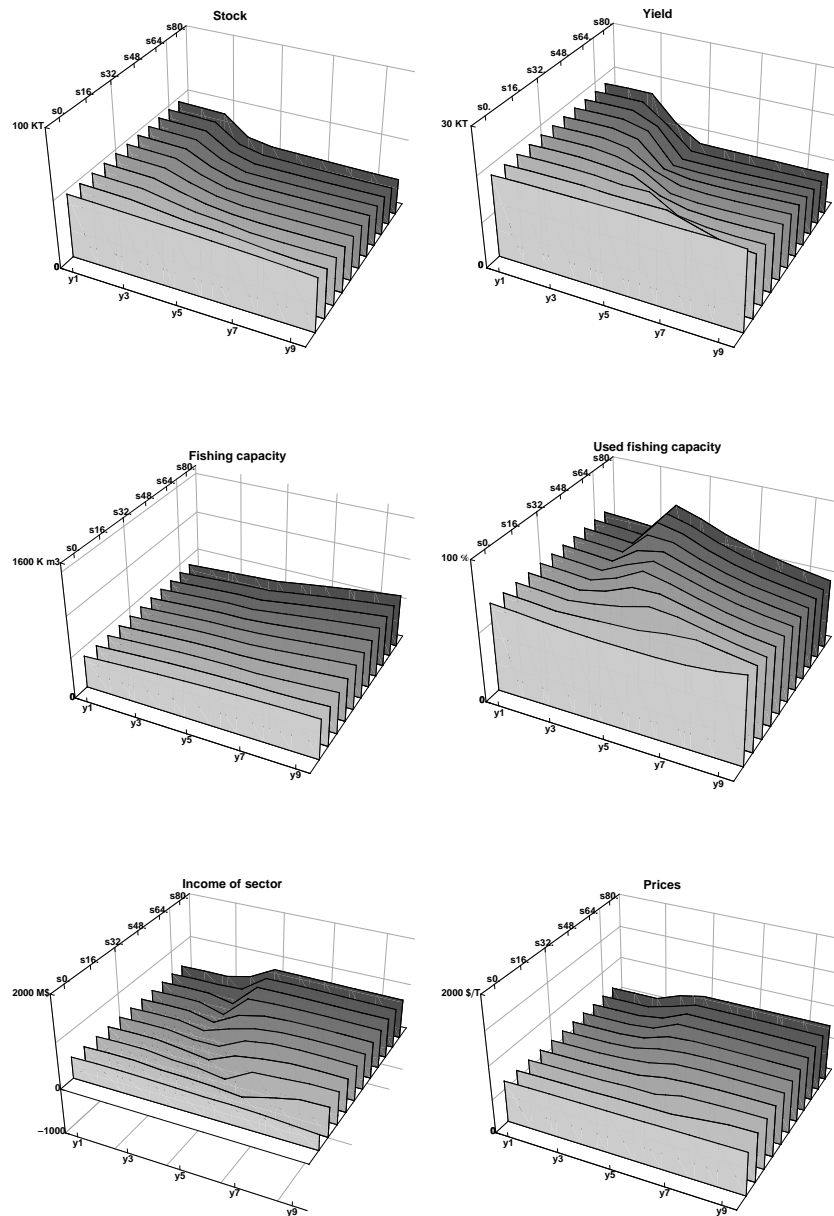 Stock
s80.
s64.
s48.
s32.
s16.
s0.
100 KT
0
y1
y3
y5
y7
y9
Yield
s80.
s64.
s48.
s32.
s16.
s0.
30 KT
0
y1
y3
y5
y7
y9
Fishing capacity
s80.
s64.
s48.
s32.
s16.
s0
1600 K m3
0
y1
y3
y5
y7
y9
Used fishing capacity
s80.
s64.
s48.
s32.
s16.
s0.
100 %
0
y1
y3
y5
y7
y9
Income of sector
s80.
s64.
s48.
s32.
s16.
s0
2000 M$
0
−1000
y1
y3
y5
y7
y9
Prices
s80.
s64.
s48.
s32.
s16.
s0.
2000 $/T
0
y1
y3
y5
y7
y9